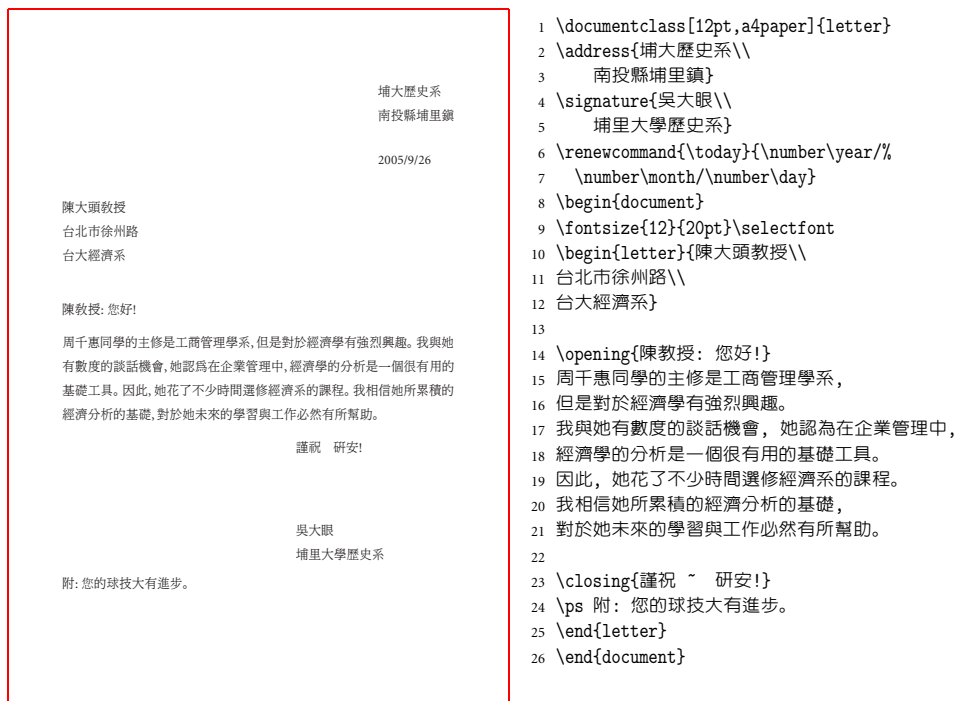 埔大歷史系
南投縣埔里鎭
2005/9/26
陳大頭教授
台北市徐州路
台大經濟系
陳教授: 您好!
周千惠同學的主修是工商管理學系,但是對於經濟學有強烈興趣。我與她
有數度的談話機會,她認爲在企業管理中,經濟學的分析是一個很有用的
基礎工具。因此,她花了不少時間選修經濟系的課程。我相信她所累積的
經濟分析的基礎,對於她未來的學習與工作必然有所幫助。
謹祝　研安!
吳大眼
埔里大學歷史系
附: 您的球技大有進步。
1 \documentclass[12pt,a4paper]{letter}
2 \address{埔大歷史系\\
3 南投縣埔里鎮}
4 \signature{吳大眼\\
5 埔里大學歷史系}
6 \renewcommand{\today}{\number\year/%
7 \number\month/\number\day}
8 \begin{document}
9 \fontsize{12}{20pt}\selectfont
10 \begin{letter}{陳大頭教授\\
11 台北市徐州路\\
12 台大經濟系}
13
14 \opening{陳教授: 您好!}
15 周千惠同學的主修是工商管理學系,
16 但是對於經濟學有強烈興趣。
17 我與她有數度的談話機會, 她認為在企業管理中,
18 經濟學的分析是一個很有用的基礎工具。
19 因此, 她花了不少時間選修經濟系的課程。
20 我相信她所累積的經濟分析的基礎,
21 對於她未來的學習與工作必然有所幫助。
22
23 \closing{謹祝 ~　研安!}
24 \ps 附: 您的球技大有進步。
25 \end{letter}
26 \end{document}